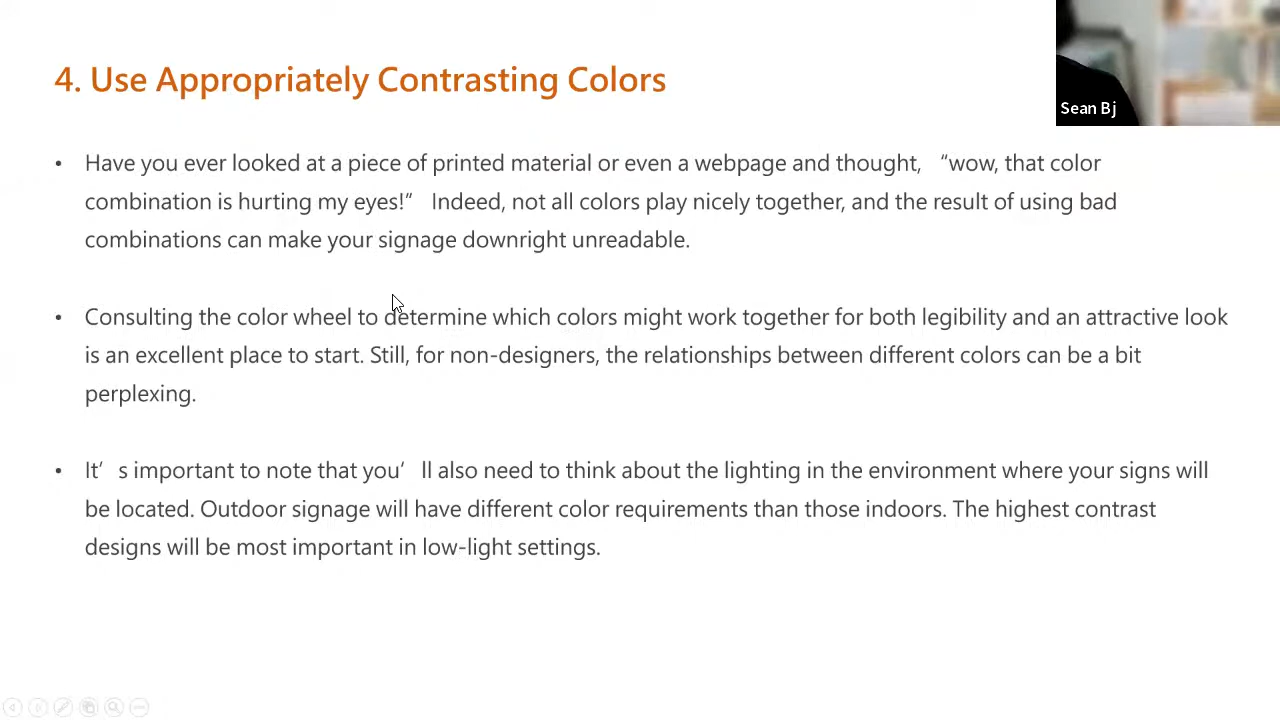 4. Use Appropriately Contrasting Colors
Sean Bj
• Have you ever looked at a piece of printed material or even a webpage and thought, “wow, that color
combination is hurting my eyes!” Indeed, not all colors play nicely together, and the result of using bad
combinations can make your signage downright unreadable.
• Consulting the color wheel to determine which colors might work together for both legibility and an attractive look
is an excellent place to start. Still, for non-designers, the relationships between different colors can be a bit
perplexing.
• It’s important to note that you’ll also need to think about the lighting in the environment where your signs will
be located. Outdoor signage will have different color requirements than those indoors. The highest contrast
designs will be most important in low-light settings.